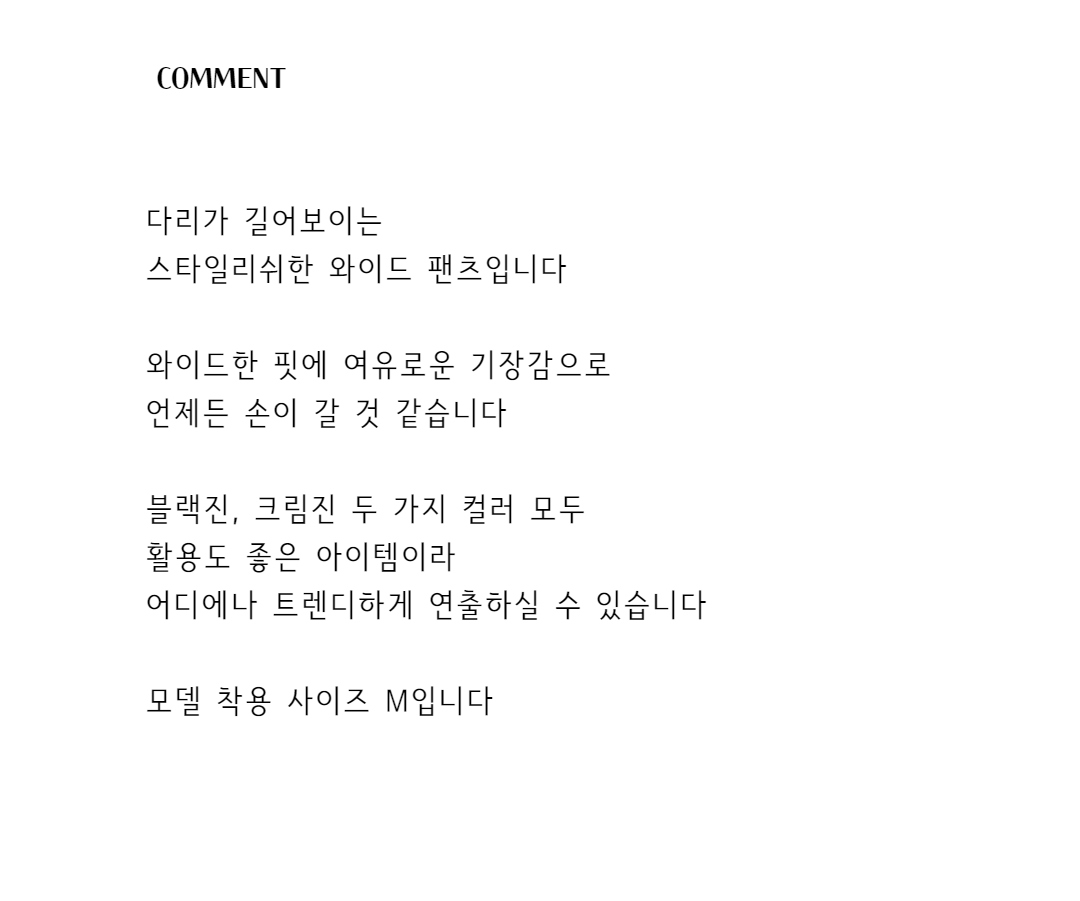 COMMENT
다리가 길어보이는
스타일리쉬한 와이드 팬츠입니다
와이드한 핏에 여유로운 기장감으로
언제든 손이 갈 것 같습니다
블랙진, 크림진 두 가지 컬러 모두
활용도 좋은 아이템이라
어디에나 트렌디하게 연출하실 수 있습니다
모델 착용 사이즈 M입니다